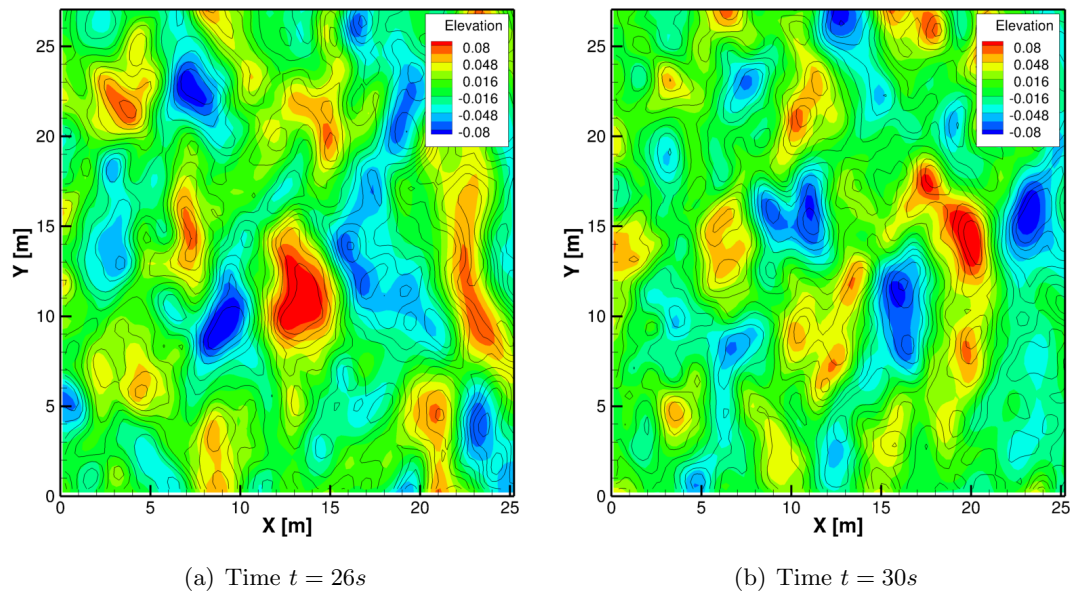 Elevation
0.08
0.048
0.016
-0.016
-0.048
-0.08
25
20
15
10
5
0
Y [m]
0 5 10 15 20 25
X [m]
(a) Time t = 26s
Elevation
0.08
0.048
0.016
-0.016
-0.048
-0.08
25
20
15
10
5
0
Y [m]
0 5 10 15 20 25
X [m]
(b) Time t = 30s